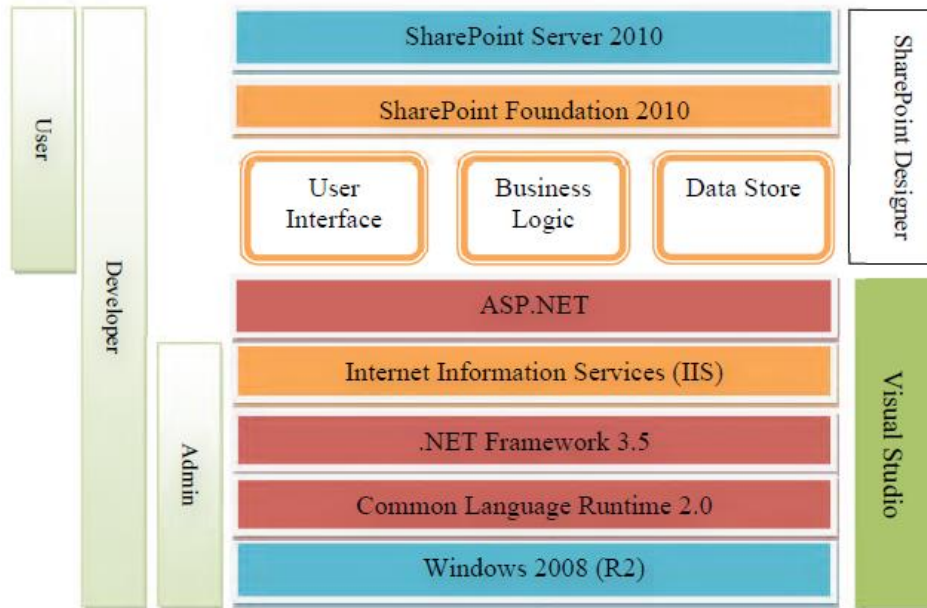 User
Developer
Admin
SharePoint Server 2010
SharePoint Foundation 2010
User
Interface
Business
Logic
Data Store
ASP.NET
Internet Information Services (IIS)
.NET Framework 3.5
Common Language Runtime 2.0
Windows 2008 (R2)
SharePoint Designer
Visual Studio